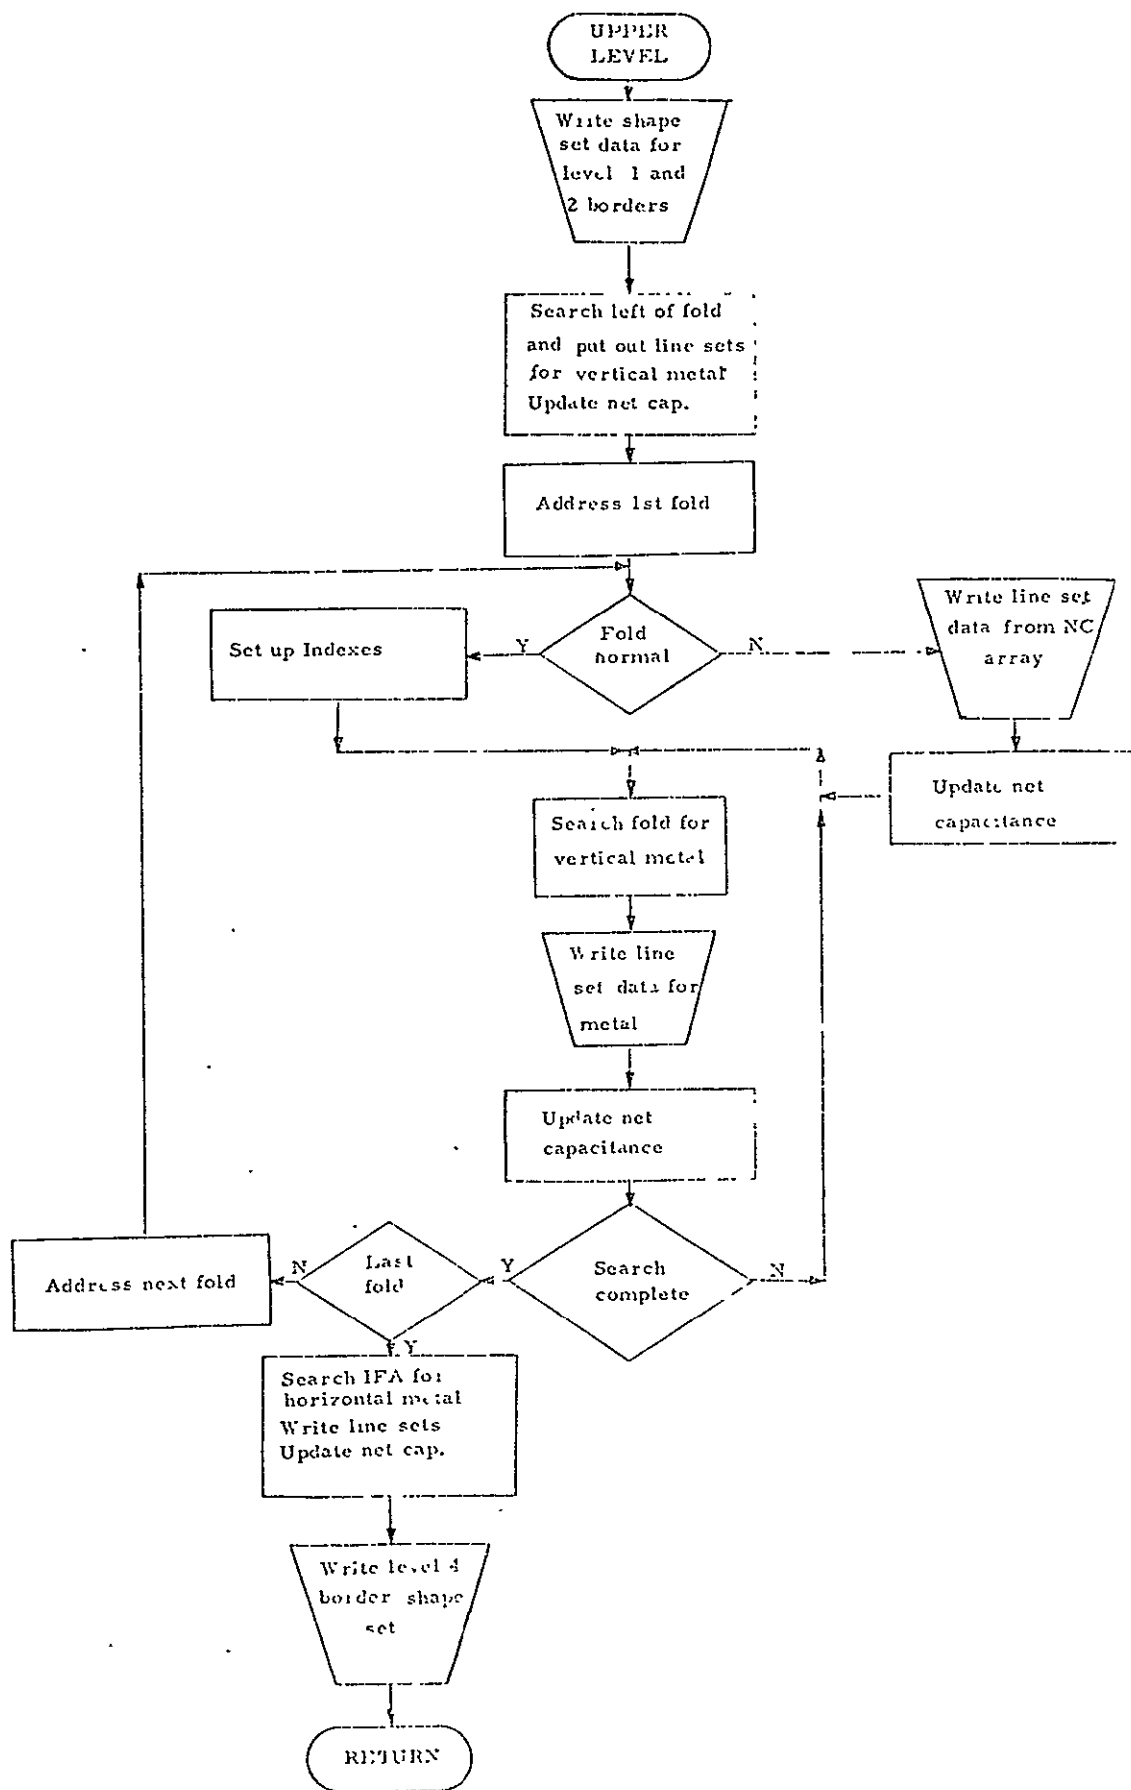 UPPER
LEVEL
Write shape
set data for
level 1 and
2 borders
Search left of fold
and put out line sets
for vertical metal
Update net cap.
Address 1st fold
Fold
normal
Y
N
Set up Indexes
Write line set
data from NC
array
Update net
capacitance
Search fold for
vertical metal
Write line
set data for
metal
Update net
capacitance
Search
complete
Y
N
Last
fold
N
Y
Address next fold
Search IFA for
horizontal metal
Write line sets
Update net cap.
Write level 4
border shape
set
RETURN